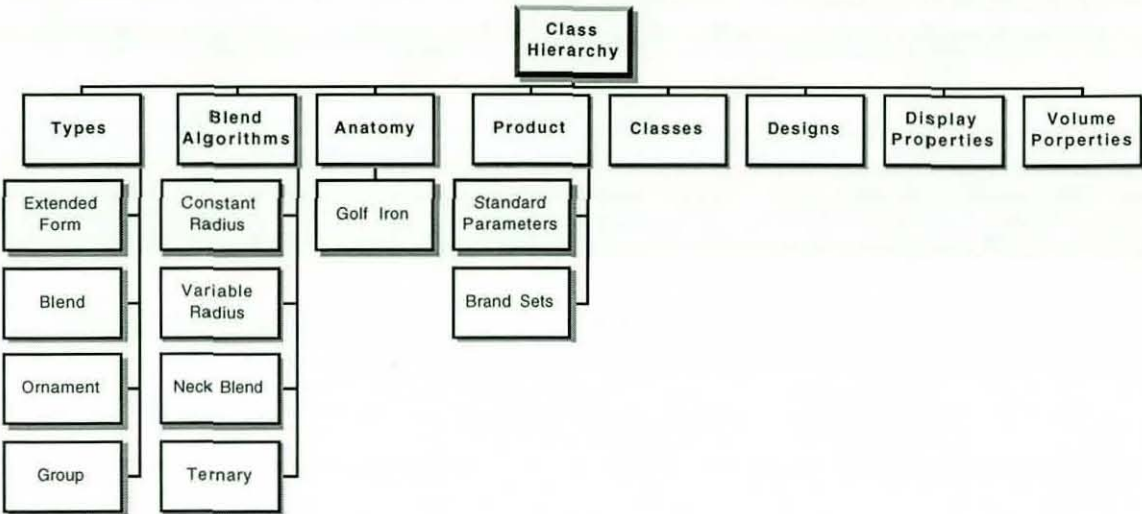 Class
Hierarchy
Types
Blend
Algorithms
Anatomy
Product
Classes
Designs
Display
Properties
Volume
Porperties
Extended
Form
Constant
Radius
Golf Iron
Standard
Parameters
Blend
Variable
Radius
Brand Sets
Ornament
Neck Blend
Group
Ternary